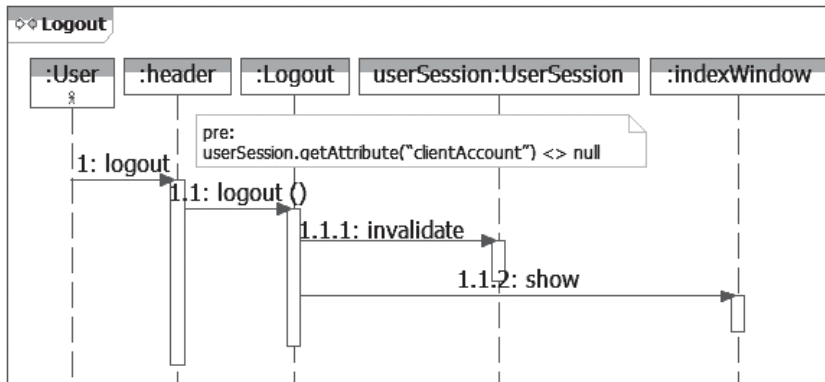 Logout
:User
:header
:Logout
userSession:UserSession
:indexWindow
pre:
userSession.getAttribute("clientAccount") <> null
1: logout
1.1: logout ()
1.1.1: invalidate
1.1.2: show